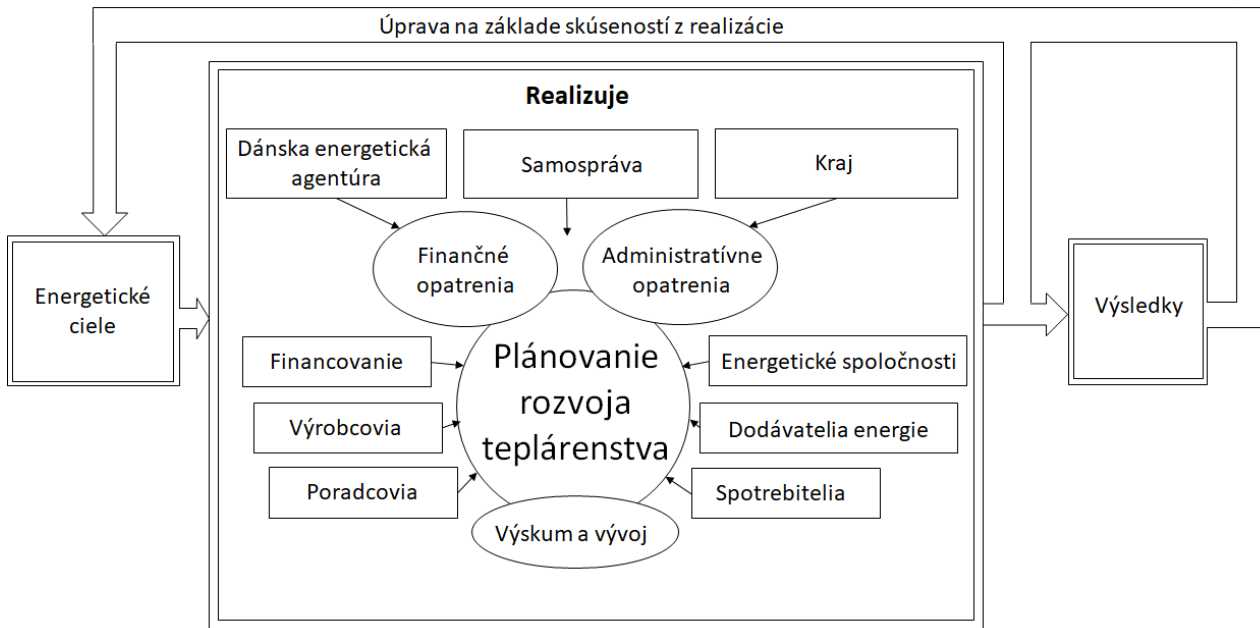 Úprava na základe skúseností z realizácie
Realizuje
Dánska energetická
agentúra
Samospráva
Kraj
Finančné
opatrenia
Administratívne
opatrenia
Energetické
ciele
Výsledky
Financovanie
Výrobcovia
Poradcovia
Plánovanie
rozvoja
teplárenstva
Energetické spoločnosti
Dodávatelia energie
Spotrebitelia
Výskum a vývoj